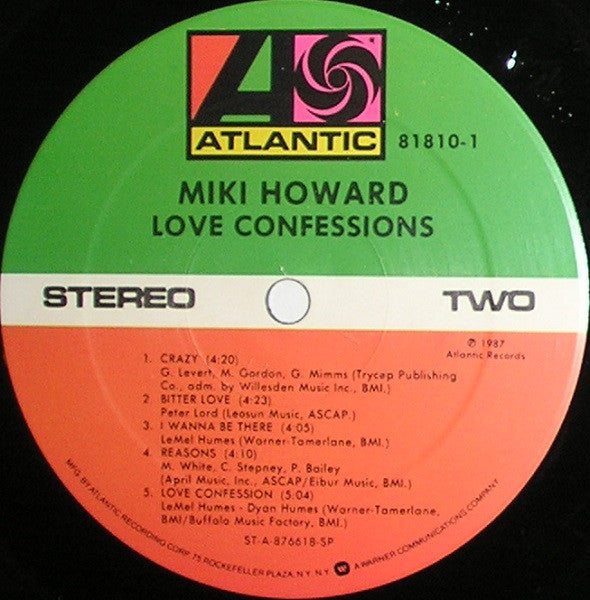 ATLANTIC
81810-1
MIKI HOWARD
LOVE CONFESSIONS
STEREO
TWO
℗ 1987
Atlantic Records
1. CRAZY (4:20)
G. Levert, M. Gordon, G. Mimms (Trycep Publishing
Co., adm. by Willesden Music Inc., BMI.)
2. BITTER LOVE (4:23)
Peter Lord (Leosun Music, ASCAP.)
3. I WANNA BE THERE (4:05)
LeMel Humes (Warner-Tamerlane, BMI.)
4. REASONS (4:10)
M. White, C. Stepney, P. Bailey
(April Music, Inc., ASCAP/Eibur Music, BMI.)
5. LOVE CONFESSION (5:04)
LeMel Humes - Dyan Humes (Warner-Tamerlane,
BMI/Buffalo Music Factory, BMI.)
ST-A-876618-SP
MFG. BY ATLANTIC RECORDING CORP. 75 ROCKEFELLER PLAZA, N.Y. N.Y. A WARNER COMMUNICATIONS COMPANY